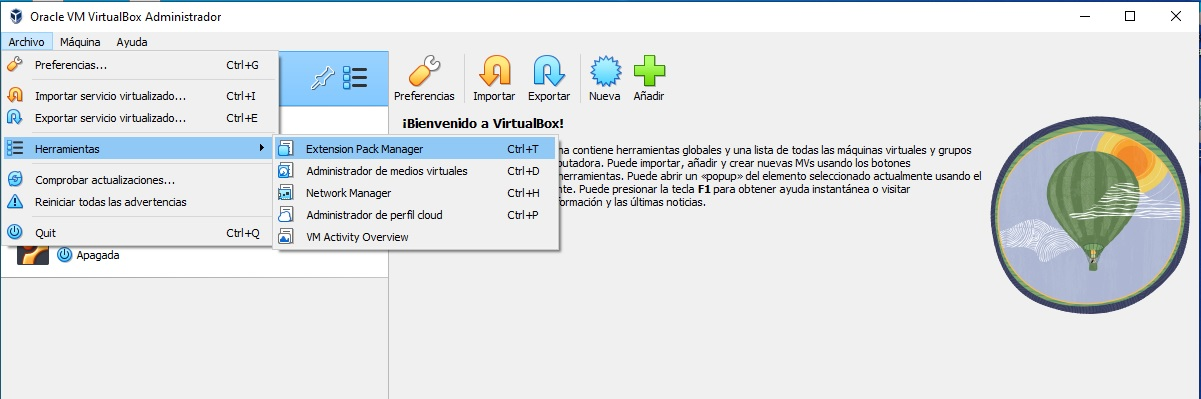 Oracle VM VirtualBox Administrador
Archivo Máquina Ayuda
Preferencias... Ctrl+G
Importar servicio virtualizado... Ctrl+I
Exportar servicio virtualizado... Ctrl+E
Herramientas
Comprobar actualizaciones...
Reiniciar todas las advertencias
Quit Ctrl+Q
Extension Pack Manager Ctrl+T
Administrador de medios virtuales Ctrl+D
Network Manager Ctrl+H
Administrador de perfil cloud Ctrl+P
VM Activity Overview
Apagada
Preferencias Importar Exportar Nueva Añadir
¡Bienvenido a VirtualBox!
contiene herramientas globales y una lista de todas las máquinas virtuales y grupos
Puede importar, añadir y crear nuevas MVs usando los botones
Puede abrir un «popup» del elemento seleccionado actualmente usando el
Puede presionar la tecla F1 para obtener ayuda instantánea o visitar
y las últimas noticias.